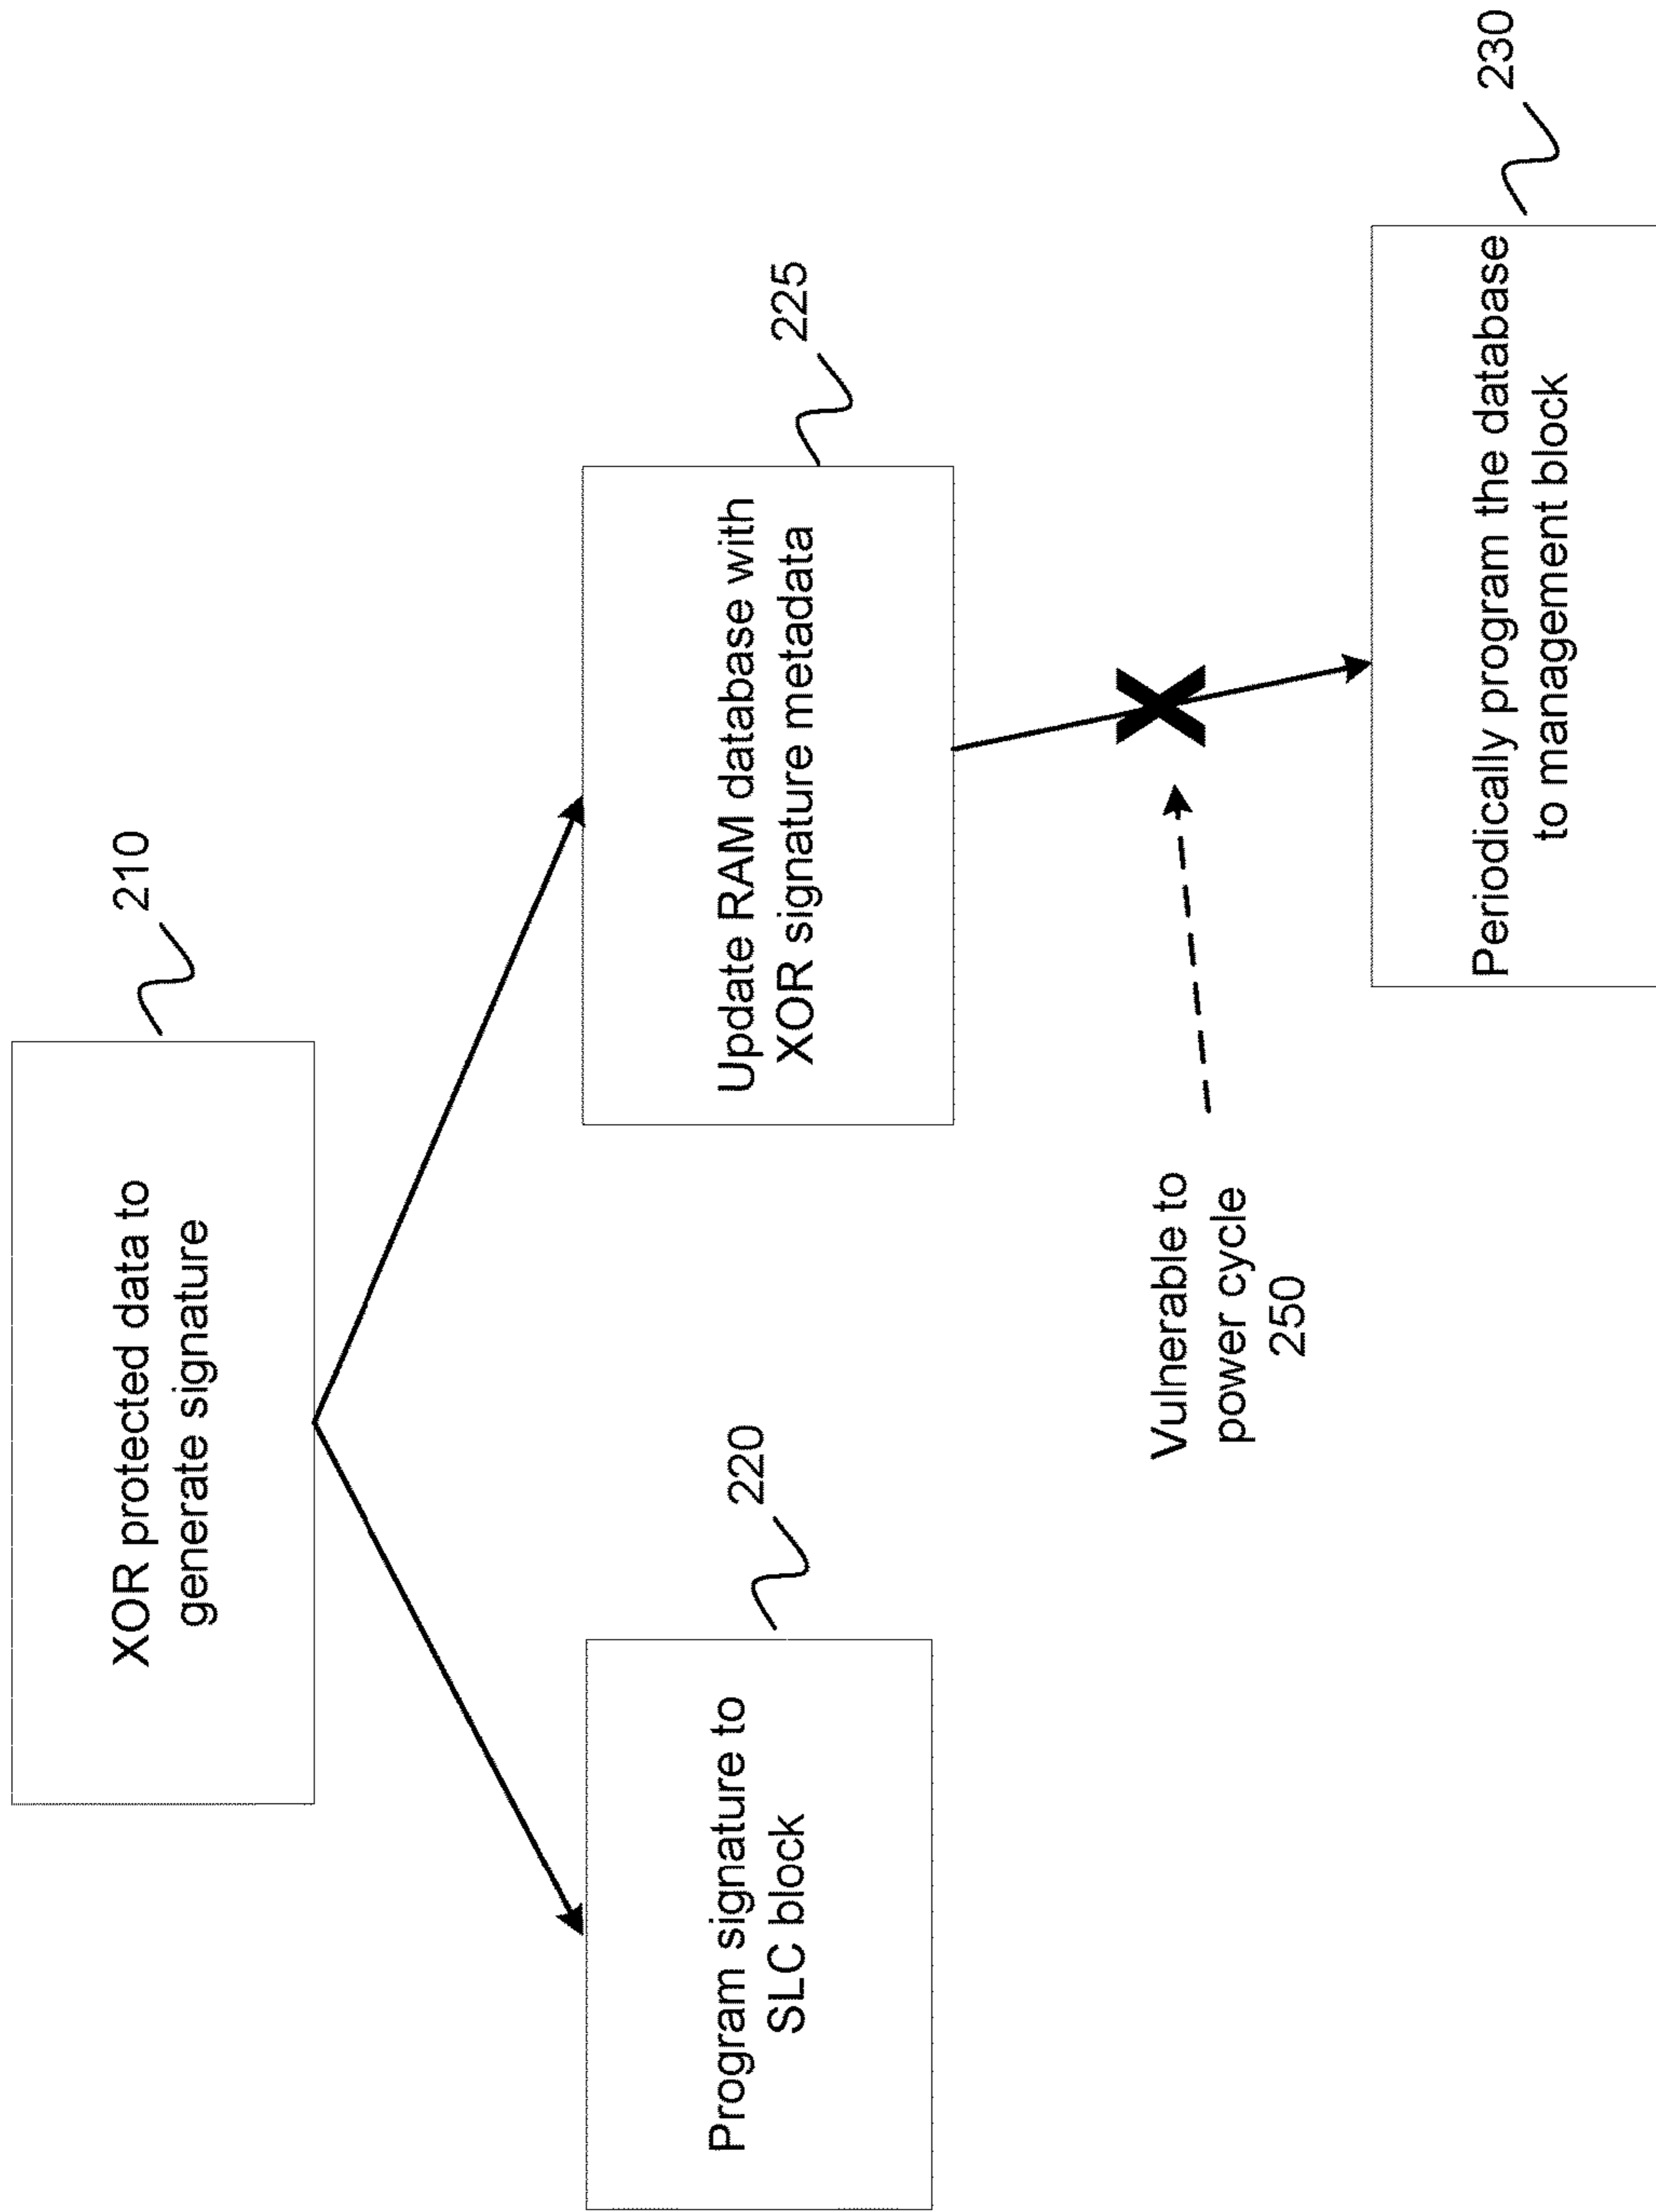 XOR protected data to
generate signature
210
Program signature to
SLC block
220
Update RAM database with
XOR signature metadata
225
Vulnerable to
power cycle
250
Periodically program the database
to management block
230